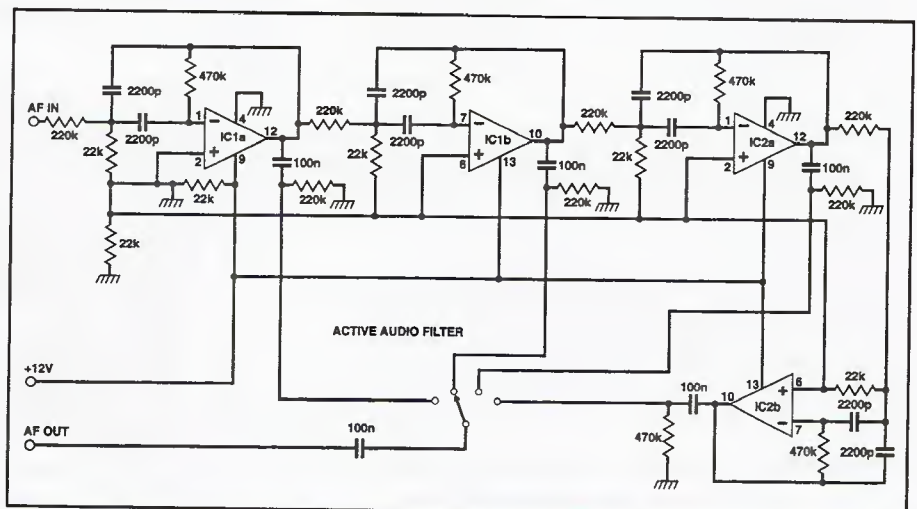 470k
470k
470k
2200p
2200p
2200p
AF IN
220k
2200p
1
4
12
IC1a
2
9
220k
2200p
7
10
IC1b
6
13
220k
2200p
1
4
12
IC2a
2
9
220k
22k
100n
22k
100n
22k
100n
22k
220k
220k
220k
22k
ACTIVE AUDIO FILTER
+12V
100n
13
10
6
22k
IC2b
7
2200p
AF OUT
100n
470k
470k
2200p